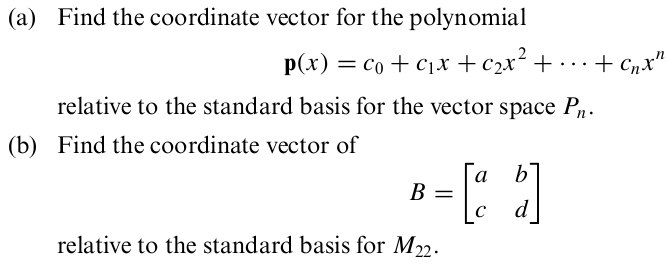 (a) Find the coordinate vector for the polynomial
p(x) = c₀ + c₁x + c₂x² + · · · + cₙxⁿ
relative to the standard basis for the vector space Pₙ.
(b) Find the coordinate vector of
B = [a b
c d]
relative to the standard basis for M₂₂.